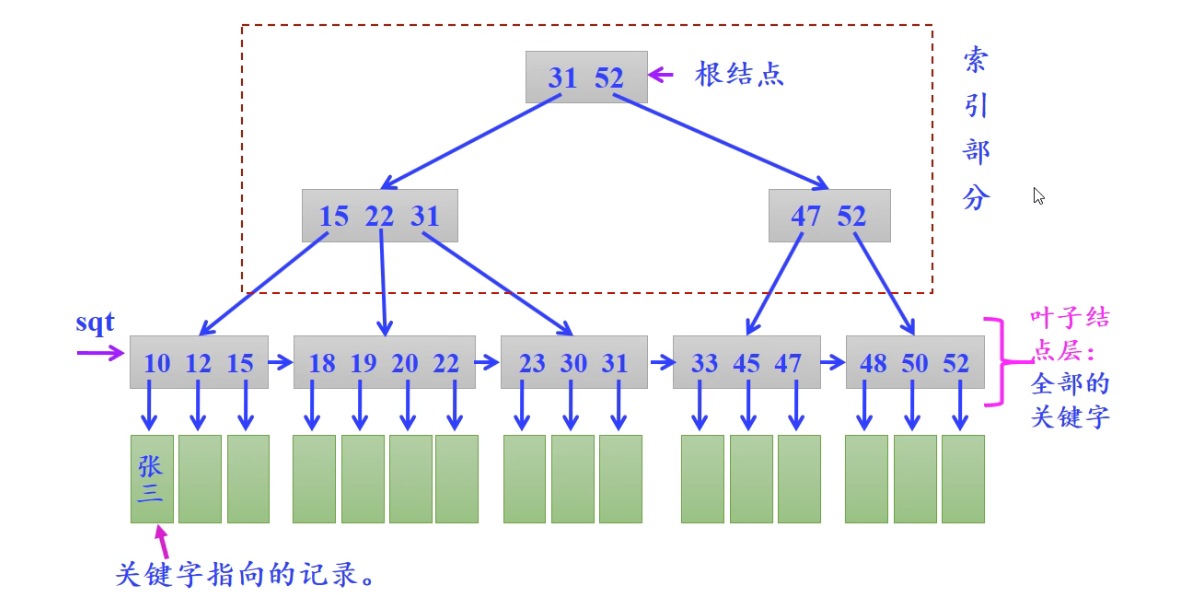 31 52
根结点
索
引
部
分
15 22 31
47 52
sqt
10 12 15
18 19 20 22
23 30 31
33 45 47
48 50 52
叶子结
点层：
全部的
关键字
张
三
关键字指向的记录。